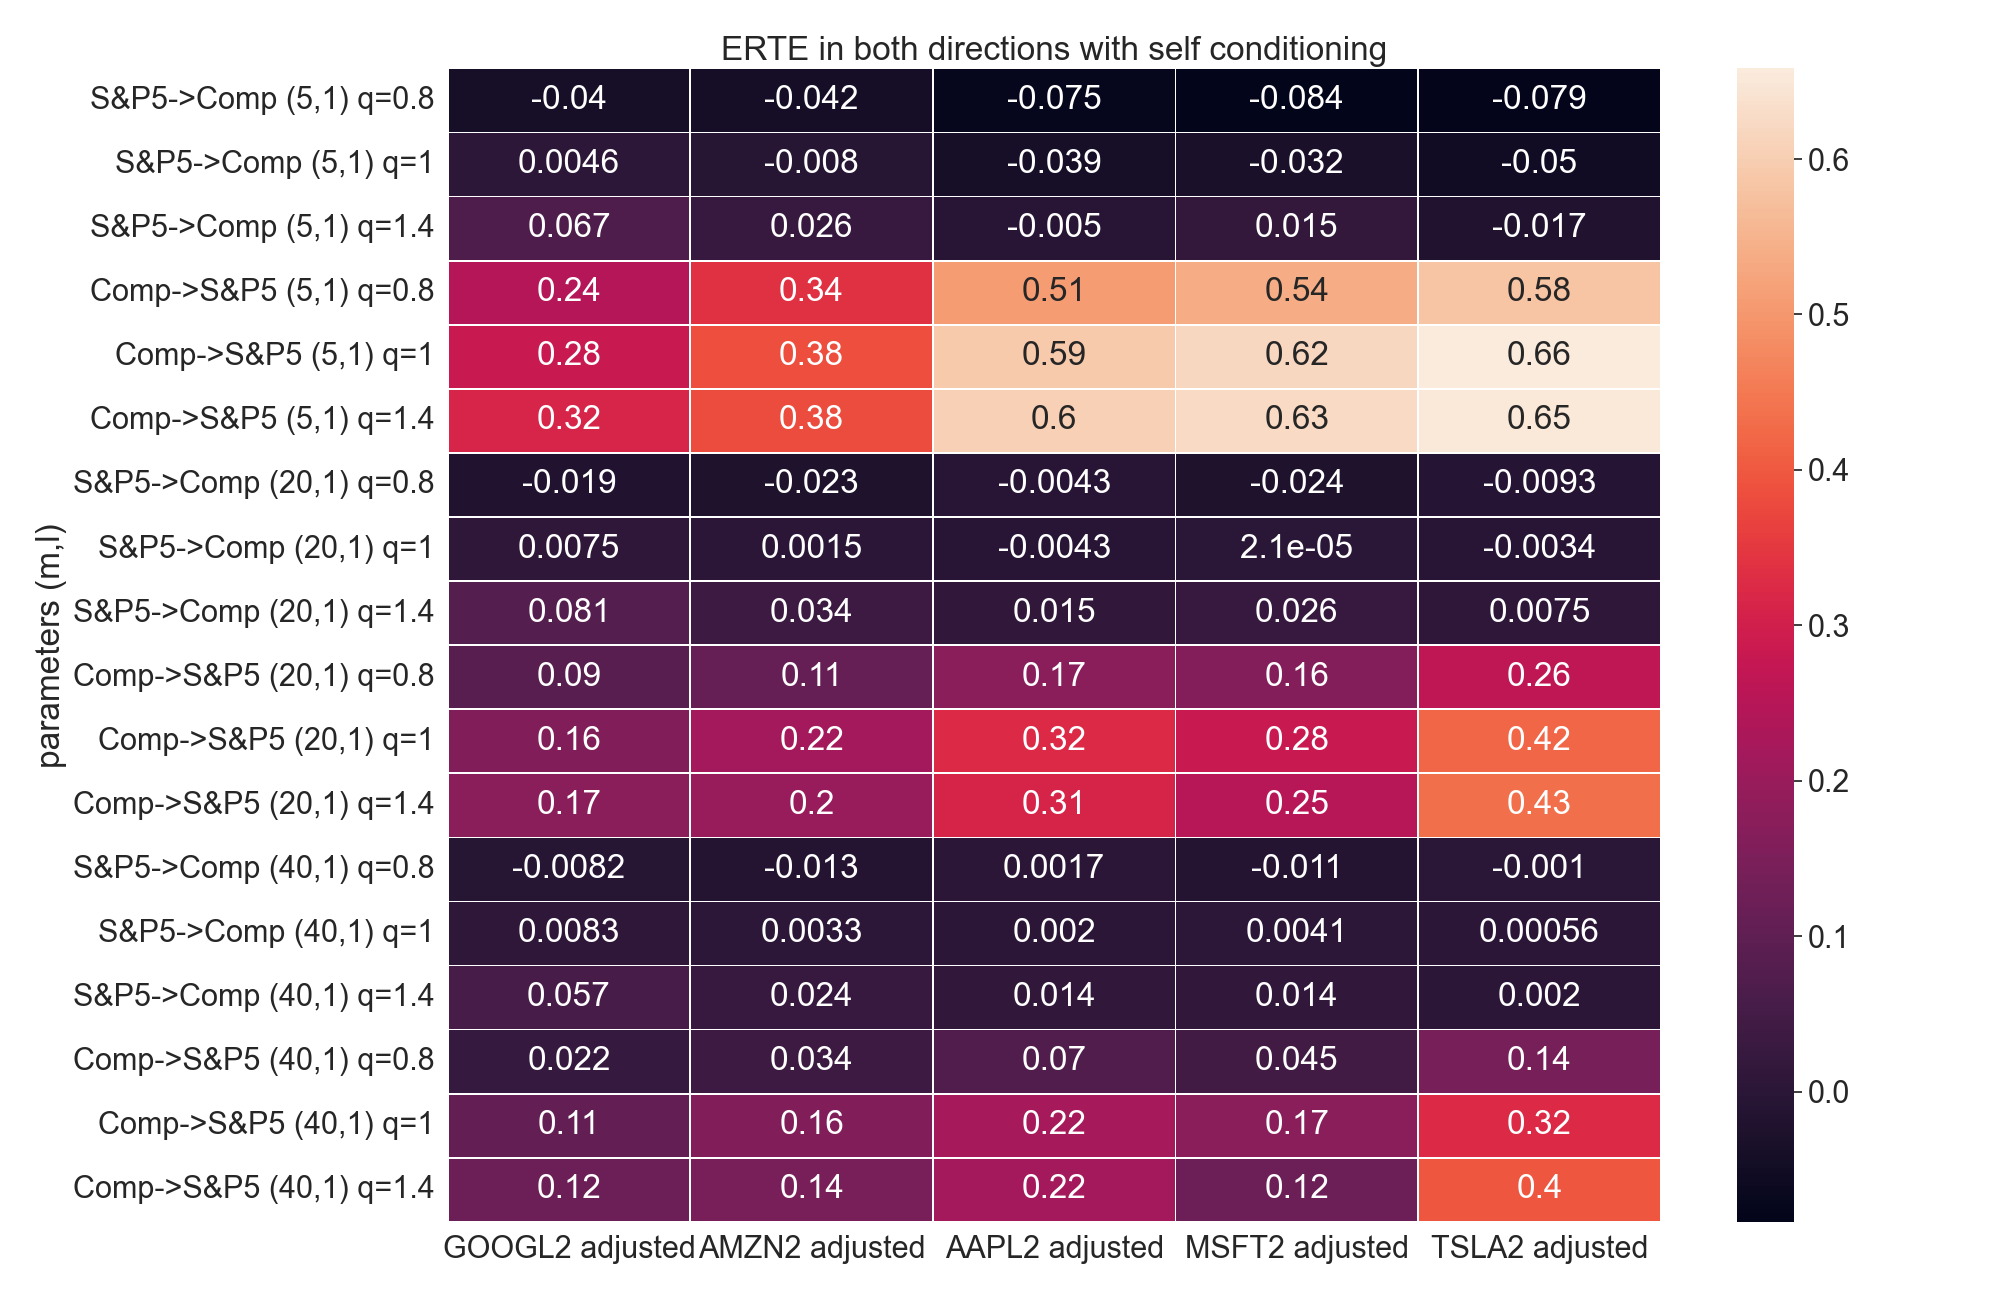 ERTE in both directions with self conditioning
S&P5->Comp (5,1) q=0.8 -0.04 -0.042 -0.075 -0.084 -0.079
S&P5->Comp (5,1) q=1 0.0046 -0.008 -0.039 -0.032 -0.05
S&P5->Comp (5,1) q=1.4 0.067 0.026 -0.005 0.015 -0.017
Comp->S&P5 (5,1) q=0.8 0.24 0.34 0.51 0.54 0.58
Comp->S&P5 (5,1) q=1 0.28 0.38 0.59 0.62 0.66
Comp->S&P5 (5,1) q=1.4 0.32 0.38 0.6 0.63 0.65
S&P5->Comp (20,1) q=0.8 -0.019 -0.023 -0.0043 -0.024 -0.0093
S&P5->Comp (20,1) q=1 0.0075 0.0015 -0.0043 2.1e-05 -0.0034
S&P5->Comp (20,1) q=1.4 0.081 0.034 0.015 0.026 0.0075
Comp->S&P5 (20,1) q=0.8 0.09 0.11 0.17 0.16 0.26
Comp->S&P5 (20,1) q=1 0.16 0.22 0.32 0.28 0.42
Comp->S&P5 (20,1) q=1.4 0.17 0.2 0.31 0.25 0.43
S&P5->Comp (40,1) q=0.8 -0.0082 -0.013 0.0017 -0.011 -0.001
S&P5->Comp (40,1) q=1 0.0083 0.0033 0.002 0.0041 0.00056
S&P5->Comp (40,1) q=1.4 0.057 0.024 0.014 0.014 0.002
Comp->S&P5 (40,1) q=0.8 0.022 0.034 0.07 0.045 0.14
Comp->S&P5 (40,1) q=1 0.11 0.16 0.22 0.17 0.32
Comp->S&P5 (40,1) q=1.4 0.12 0.14 0.22 0.12 0.4
GOOGL2 adjusted AMZN2 adjusted AAPL2 adjusted MSFT2 adjusted TSLA2 adjusted
parameters (m,l)
0.6
0.5
0.4
0.3
0.2
0.1
0.0